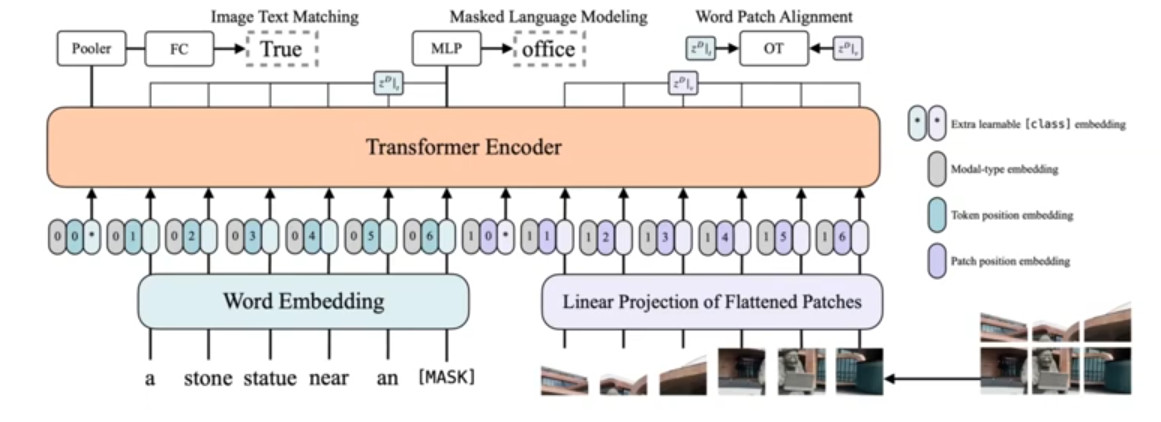 Image Text Matching
Masked Language Modeling
Word Patch Alignment
Pooler
FC
True
MLP
office
z^D|_t
OT
z^D|_v
z^D|_t
z^D|_v
Transformer Encoder
* * Extra learnable [class] embedding
Modal-type embedding
Token position embedding
Patch position embedding
0 0 * 0 1 0 2 0 3 0 4 0 5 0 6 1 0 * 1 1 1 2 1 3 1 4 1 5 1 6
Word Embedding
Linear Projection of Flattened Patches
a stone statue near an [MASK]